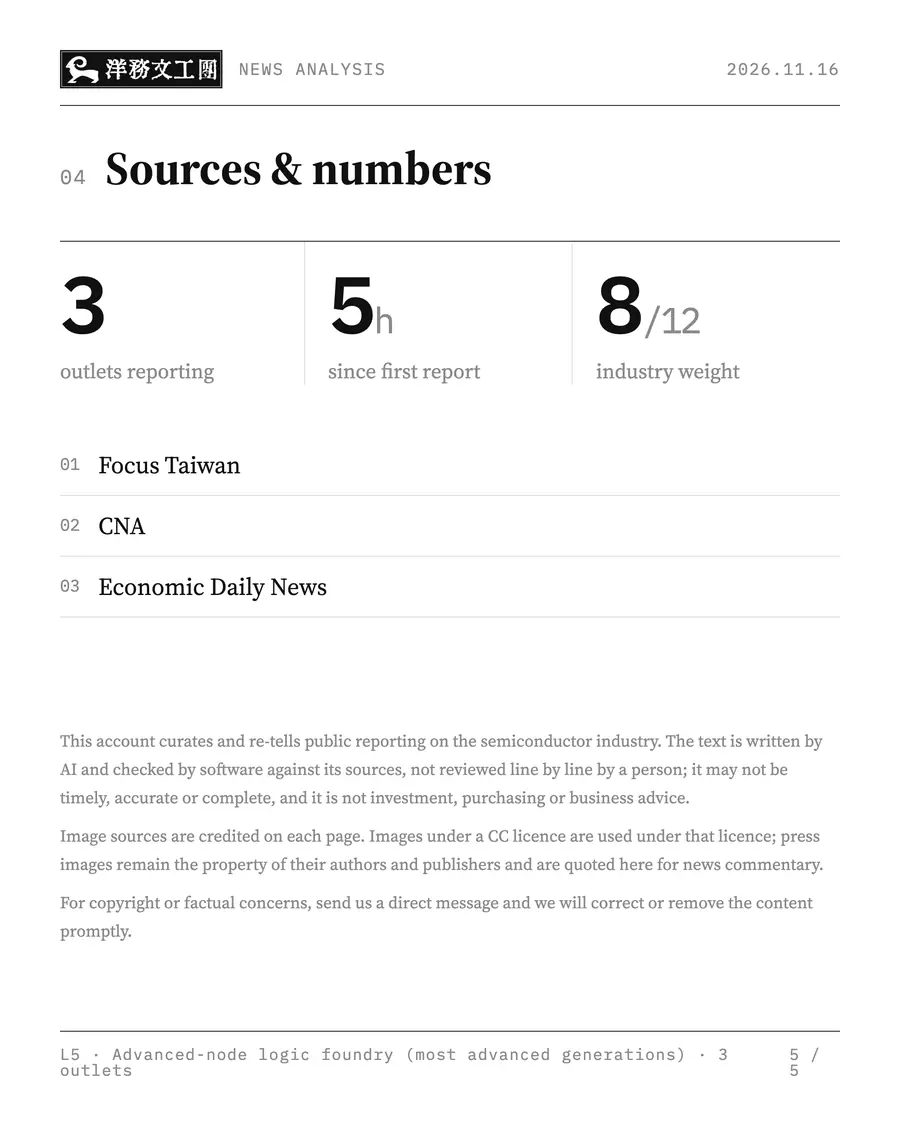 洋務文工團 NEWS ANALYSIS 2026.11.16
04 Sources & numbers
3 5h 8/12
outlets reporting since first report industry weight
01 Focus Taiwan
02 CNA
03 Economic Daily News
This account curates and re-tells public reporting on the semiconductor industry. The text is written by
AI and checked by software against its sources, not reviewed line by line by a person; it may not be
timely, accurate or complete, and it is not investment, purchasing or business advice.
Image sources are credited on each page. Images under a CC licence are used under that licence; press
images remain the property of their authors and publishers and are quoted here for news commentary.
For copyright or factual concerns, send us a direct message and we will correct or remove the content
promptly.
L5 · Advanced-node logic foundry (most advanced generations) · 3 5 /
outlets 5